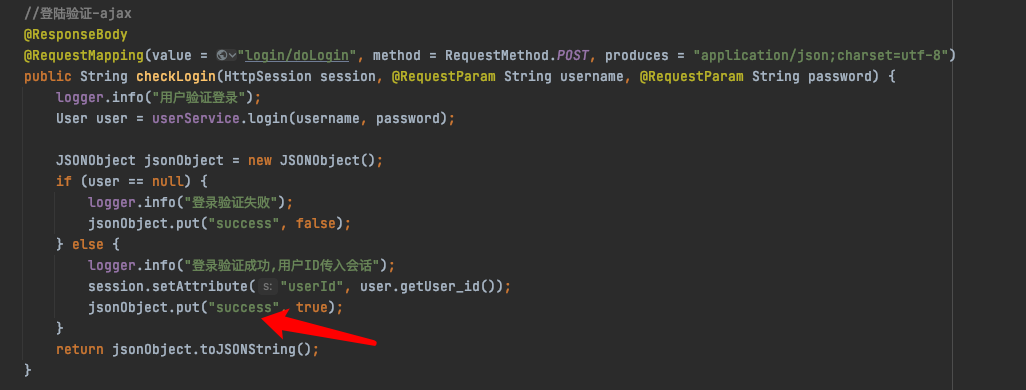 //登陆验证-ajax
@ResponseBody
@RequestMapping(value = "login/doLogin", method = RequestMethod.POST, produces = "application/json;charset=utf-8")
public String checkLogin(HttpSession session, @RequestParam String username, @RequestParam String password) {
logger.info("用户验证登录");
User user = userService.login(username, password);
JSONObject jsonObject = new JSONObject();
if (user == null) {
logger.info("登录验证失败");
jsonObject.put("success", false);
} else {
logger.info("登录验证成功,用户ID传入会话");
session.setAttribute( s: "userId", user.getUser_id());
jsonObject.put("success", true);
}
return jsonObject.toJSONString();
}